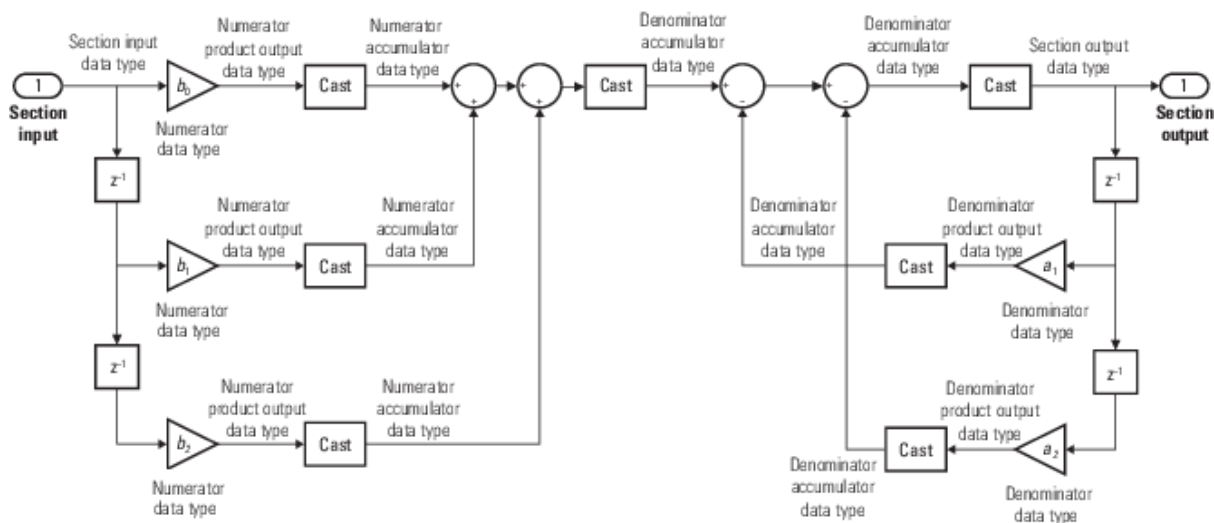 Section input
data type
1
Section
input
b0
Numerator
data type
Numerator
product output
data type
Cast
Numerator
accumulator
data type
+
+
+
+
Cast
Denominator
accumulator
data type
+
-
+
-
Denominator
accumulator
data type
Cast
Section output
data type
1
Section
output
z-1
z-1
b1
Numerator
data type
Numerator
product output
data type
Cast
Numerator
accumulator
data type
Denominator
accumulator
data type
Cast
Denominator
product output
data type
a1
Denominator
data type
z-1
z-1
b2
Numerator
data type
Numerator
product output
data type
Cast
Numerator
accumulator
data type
Denominator
accumulator
data type
Cast
Denominator
product output
data type
a2
Denominator
data type